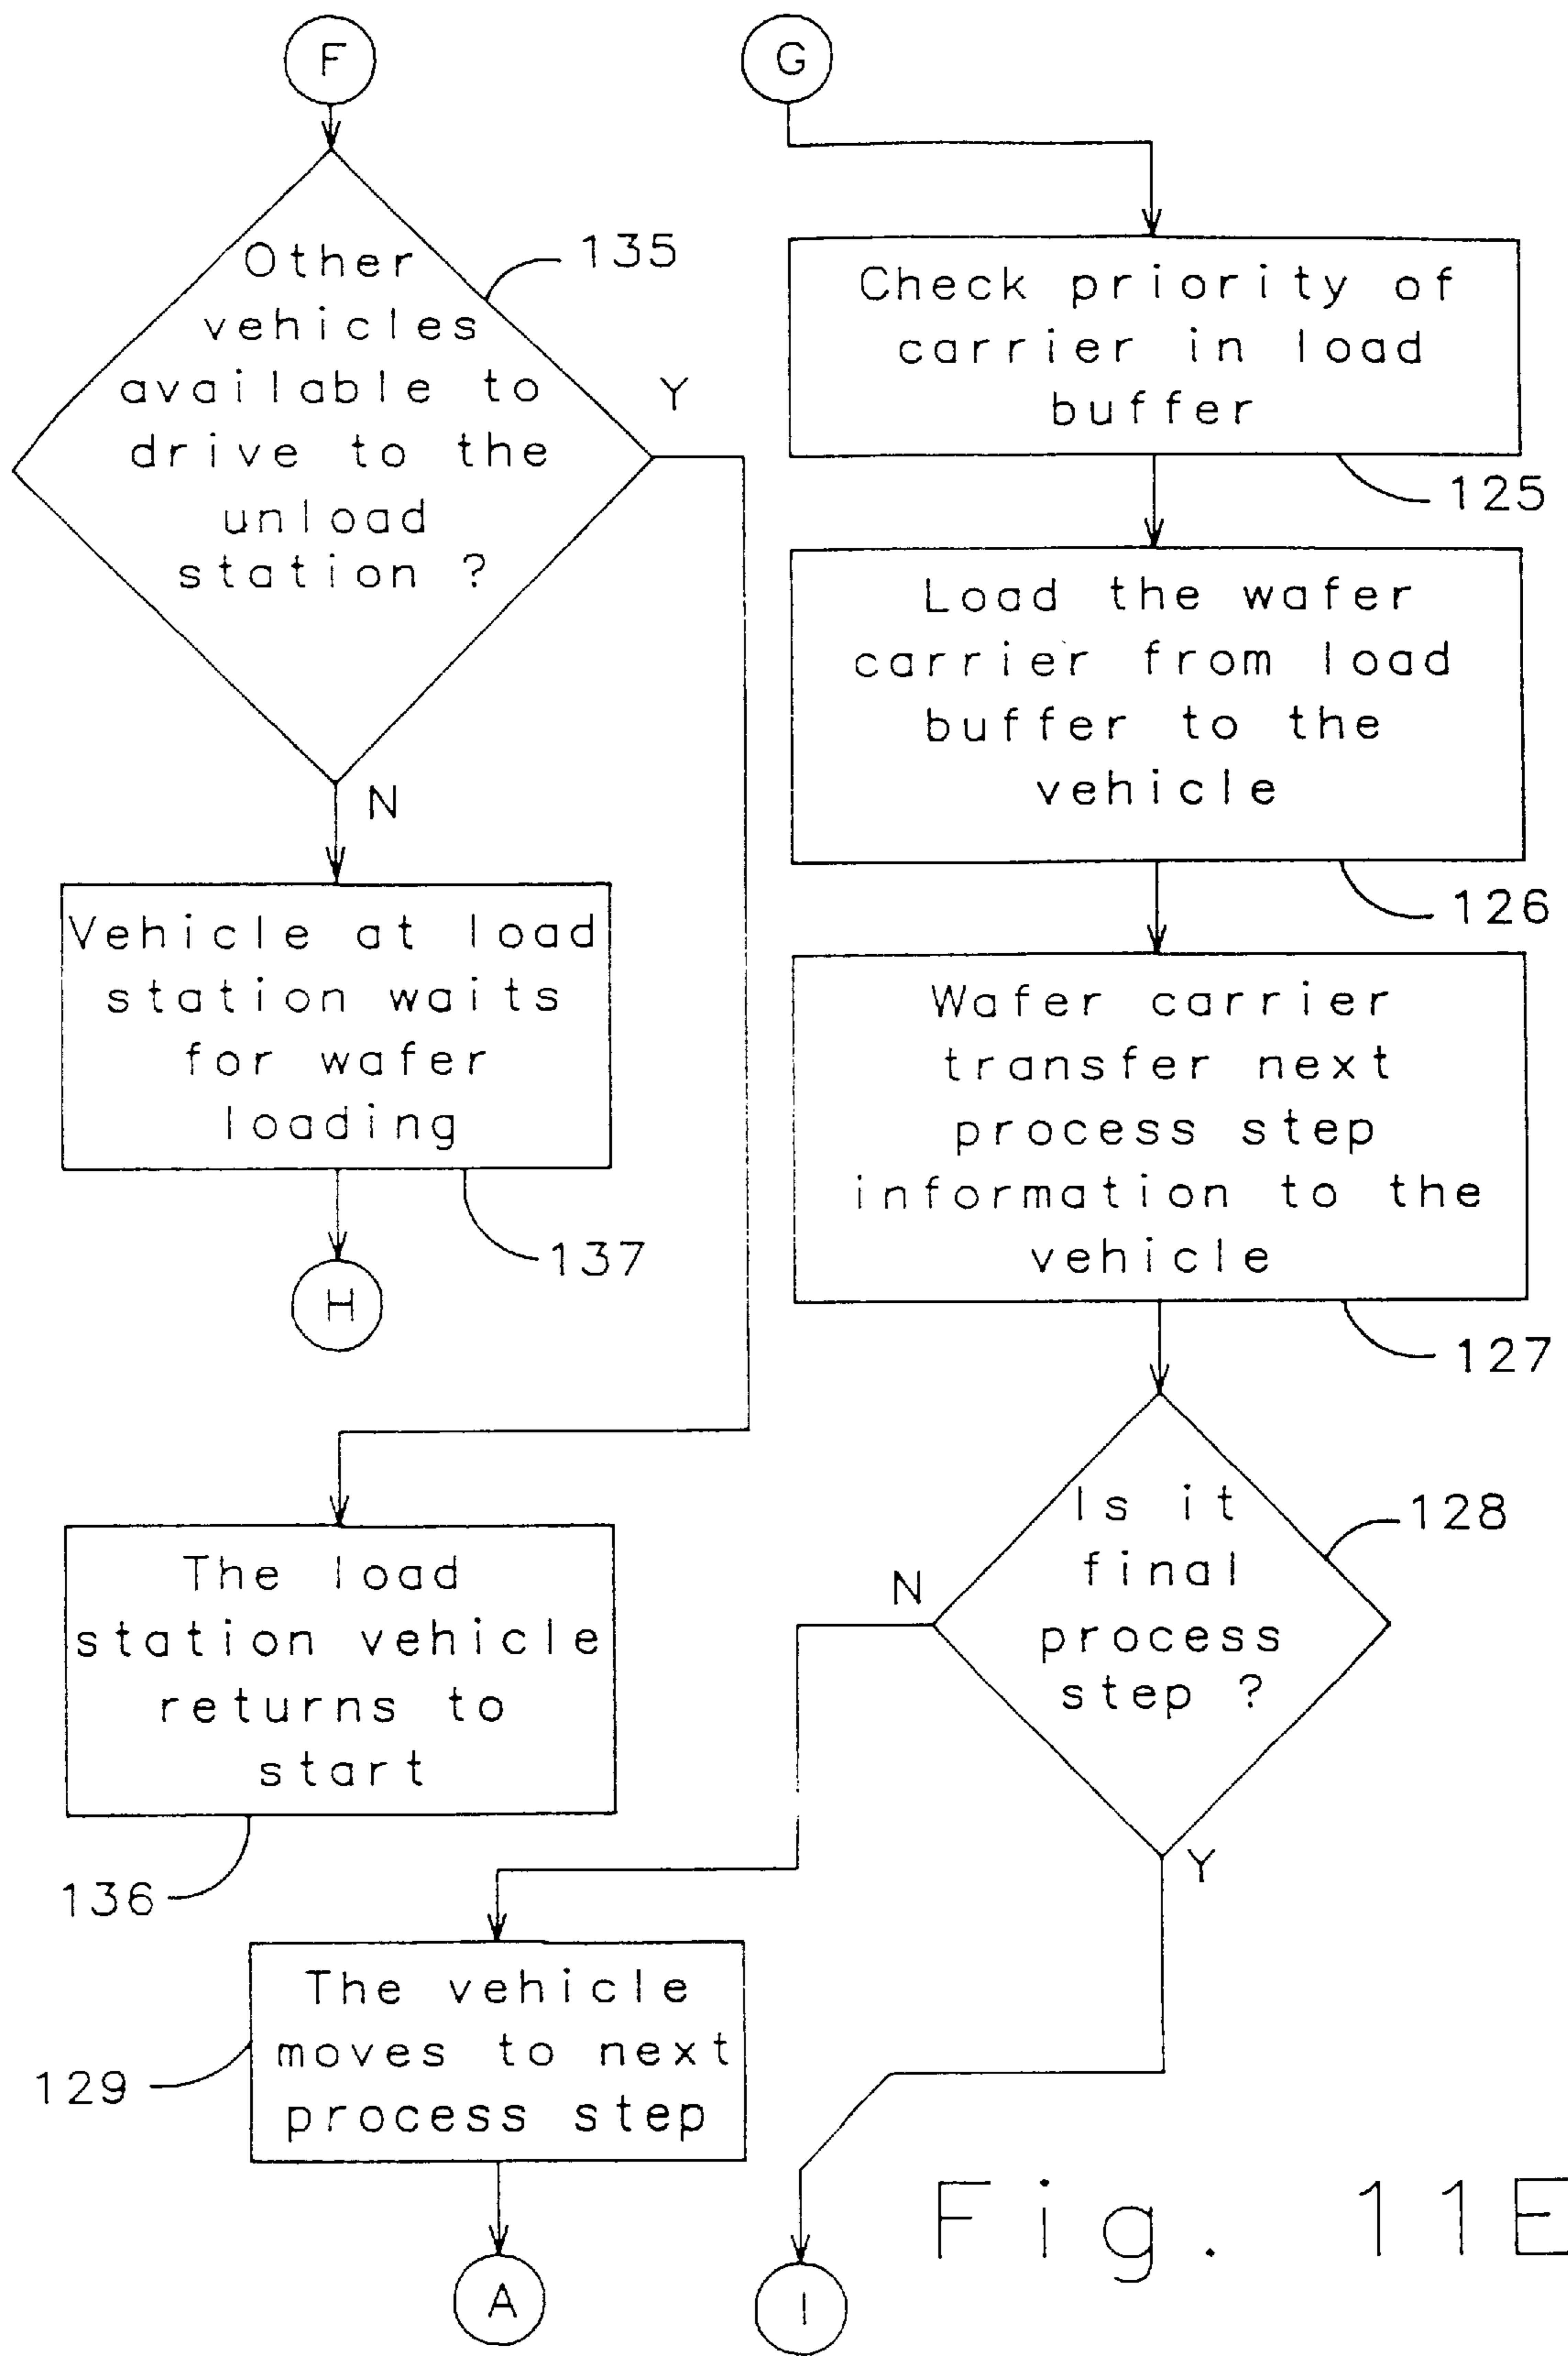 F
Other
vehicles
available to
drive to the
unload
station ?
135
Y
N
Vehicle at load
station waits
for wafer
loading
137
H
The load
station vehicle
returns to
start
136
G
Check priority of
carrier in load
buffer
125
Load the wafer
carrier from load
buffer to the
vehicle
126
Wafer carrier
transfer next
process step
information to the
vehicle
127
Is it
final
process
step ?
128
N
Y
The vehicle
moves to next
process step
129
A
I
Fig. 11E